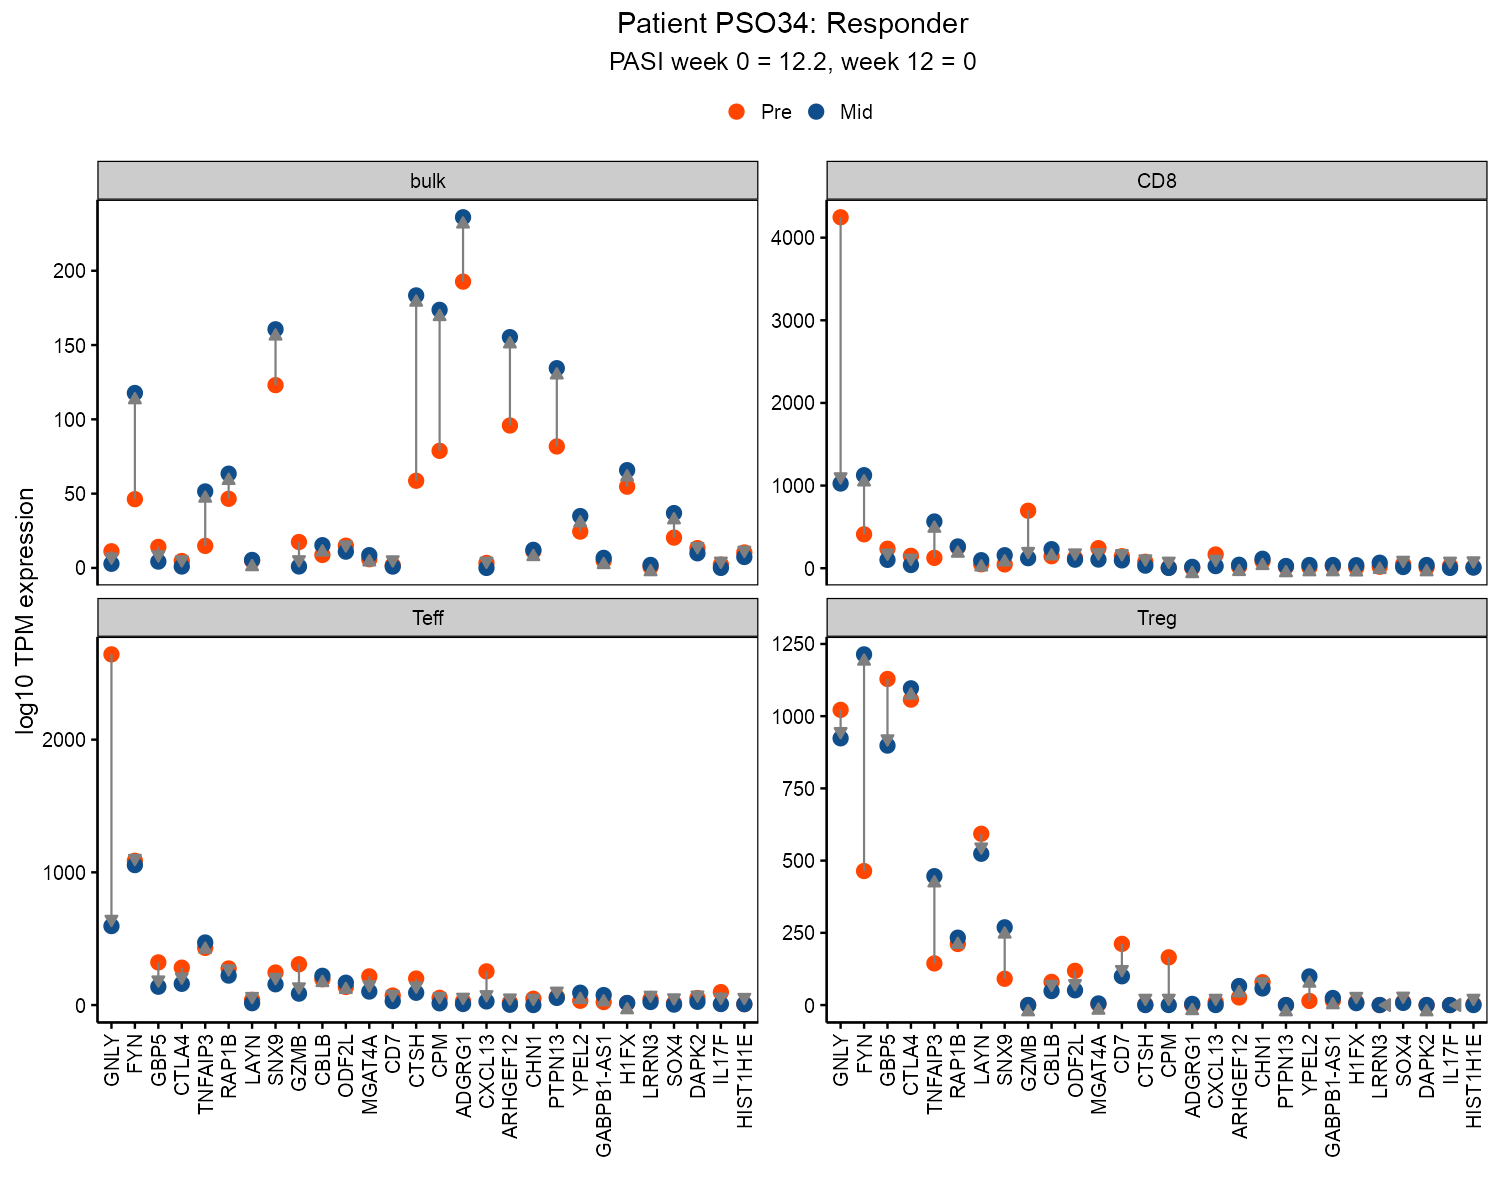 Patient PSO34: Responder
PASI week 0 = 12.2, week 12 = 0
Pre Mid
bulk
CD8
200
150
100
50
0
4000
3000
2000
1000
0
log10 TPM expression
Teff
Treg
2000
1000
0
1250
1000
750
500
250
0
GNLY
FYN
GBP5
CTLA4
TNFAIP3
RAP1B
LAYN
SNX9
GZMB
CBLB
ODF2L
MGAT4A
CD7
CTSH
CPM
ADGRG1
CXCL13
ARHGEF12
CHN1
PTPN13
YPEL2
GABPB1-AS1
H1FX
LRRN3
SOX4
DAPK2
IL17F
HIST1H1E
GNLY
FYN
GBP5
CTLA4
TNFAIP3
RAP1B
LAYN
SNX9
GZMB
CBLB
ODF2L
MGAT4A
CD7
CTSH
CPM
ADGRG1
CXCL13
ARHGEF12
CHN1
PTPN13
YPEL2
GABPB1-AS1
H1FX
LRRN3
SOX4
DAPK2
IL17F
HIST1H1E